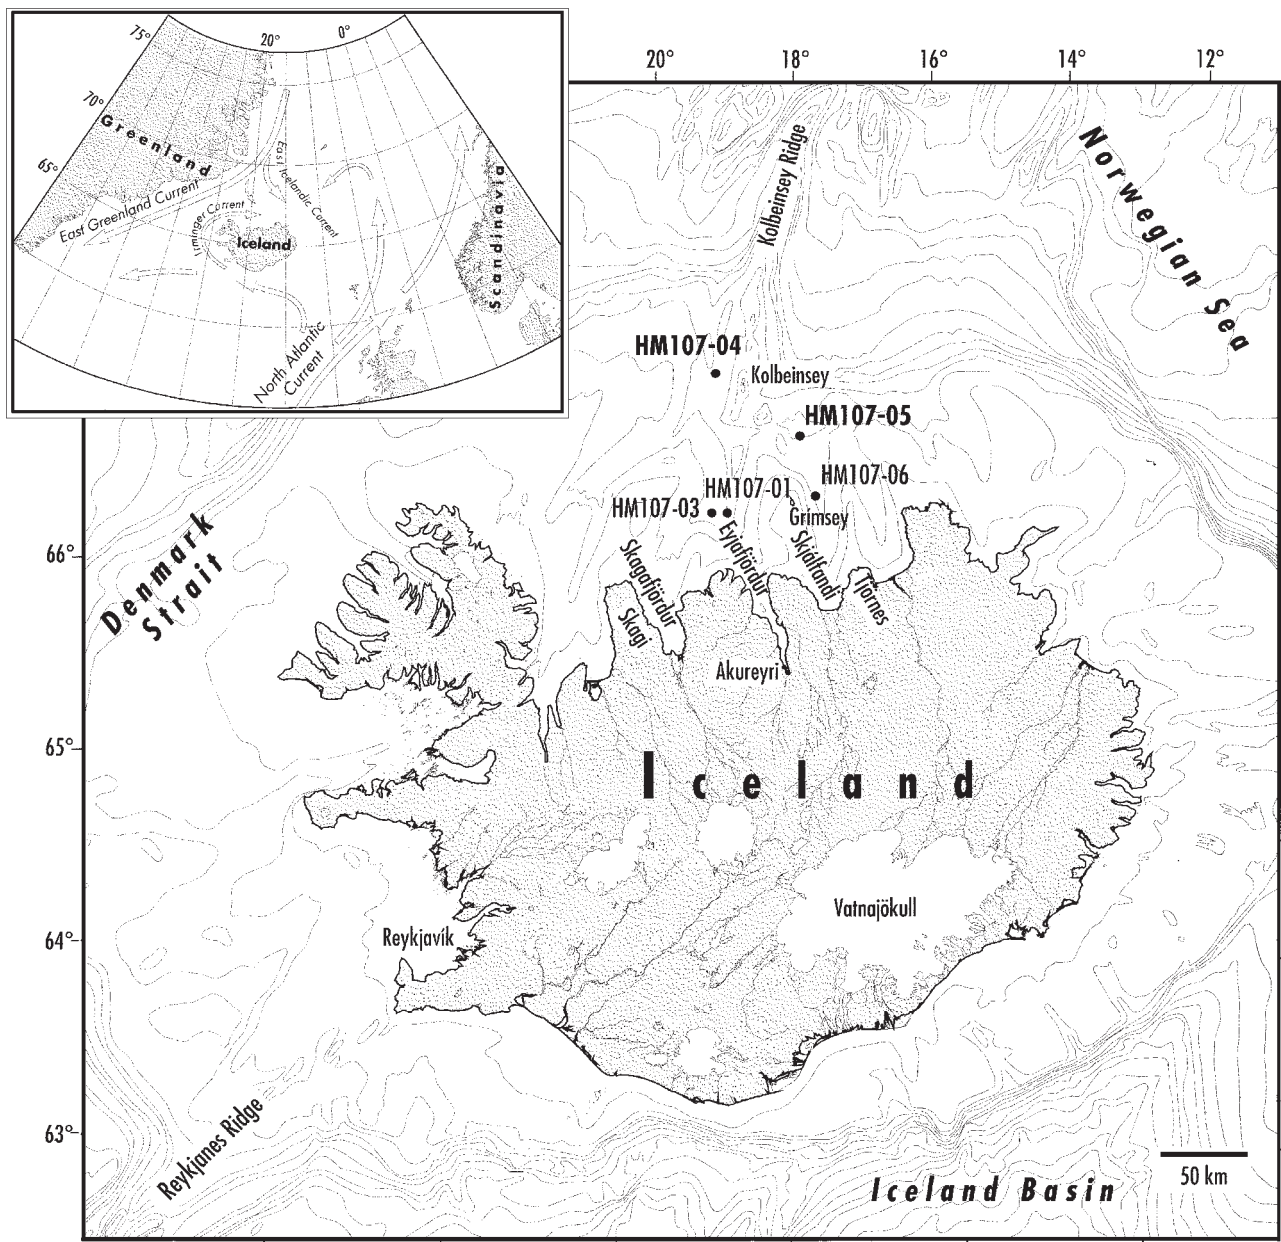 75°
20°
0°
70°
65°
Greenland
East Greenland Current
Irminger Current
East Icelandic Current
Iceland
Scandinavia
North Atlantic
Current
20°
18°
16°
14°
12°
Kolbeinsey Ridge
Norwegian Sea
HM107-04
Kolbeinsey
HM107-05
HM107-06
HM107-01
HM107-03
Grimsey
Denmark
Strait
66°
65°
64°
63°
Skagafjördur
Skagi
Eyjafjördur
Skjálfandi
Tjörnes
Akureyri
Iceland
Vatnajökull
Reykjavík
Reykjanes Ridge
50 km
Iceland Basin